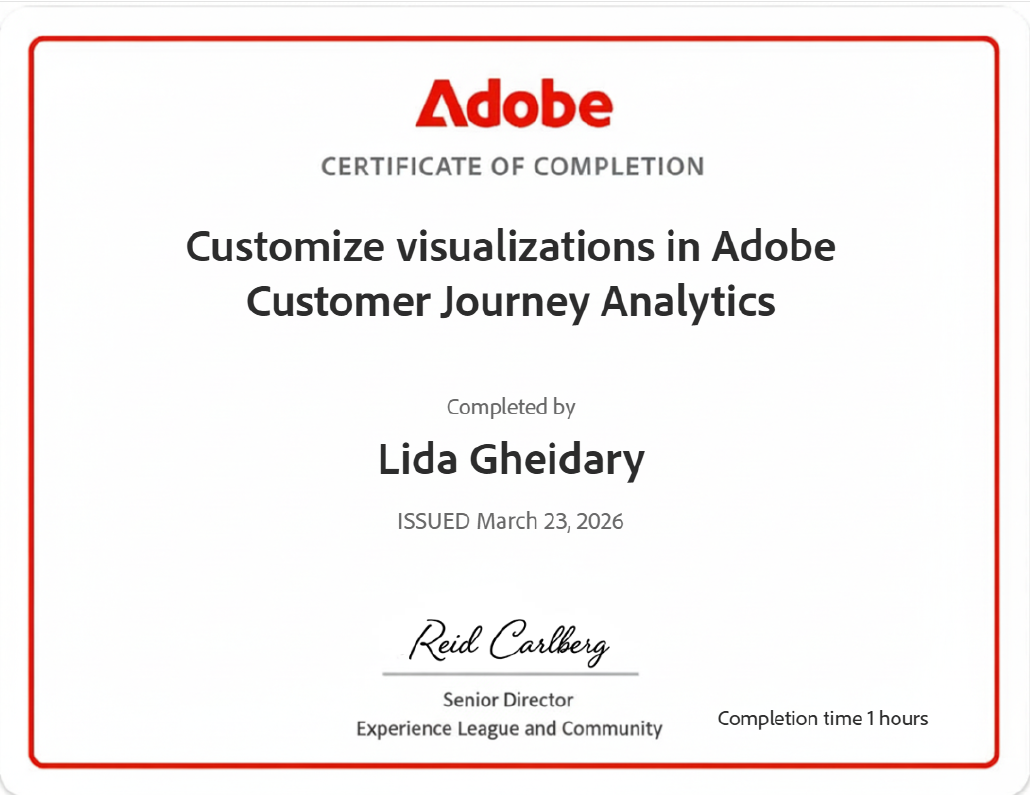 Adobe
CERTIFICATE OF COMPLETION
Customize visualizations in Adobe
Customer Journey Analytics
Completed by
Lida Gheidary
ISSUED March 23, 2026
Reid Carlberg
Senior Director
Experience League and Community
Completion time 1 hours